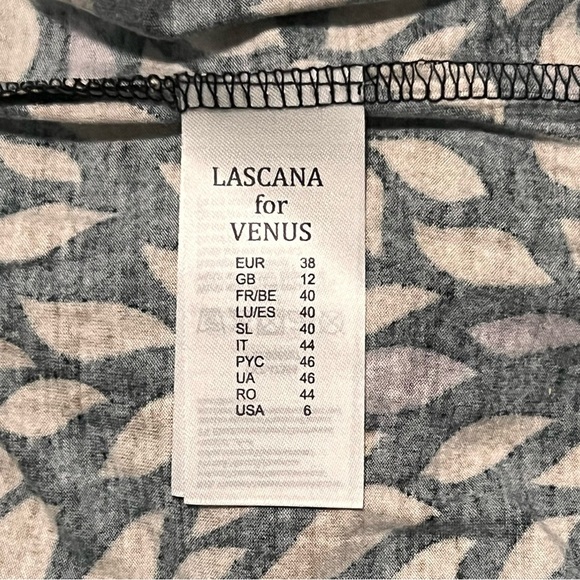 LASCANA
for
VENUS
EUR 38
GB 12
FR/BE 40
LU/ES 40
SL 40
IT 44
PYC 46
UA 46
RO 44
USA 6